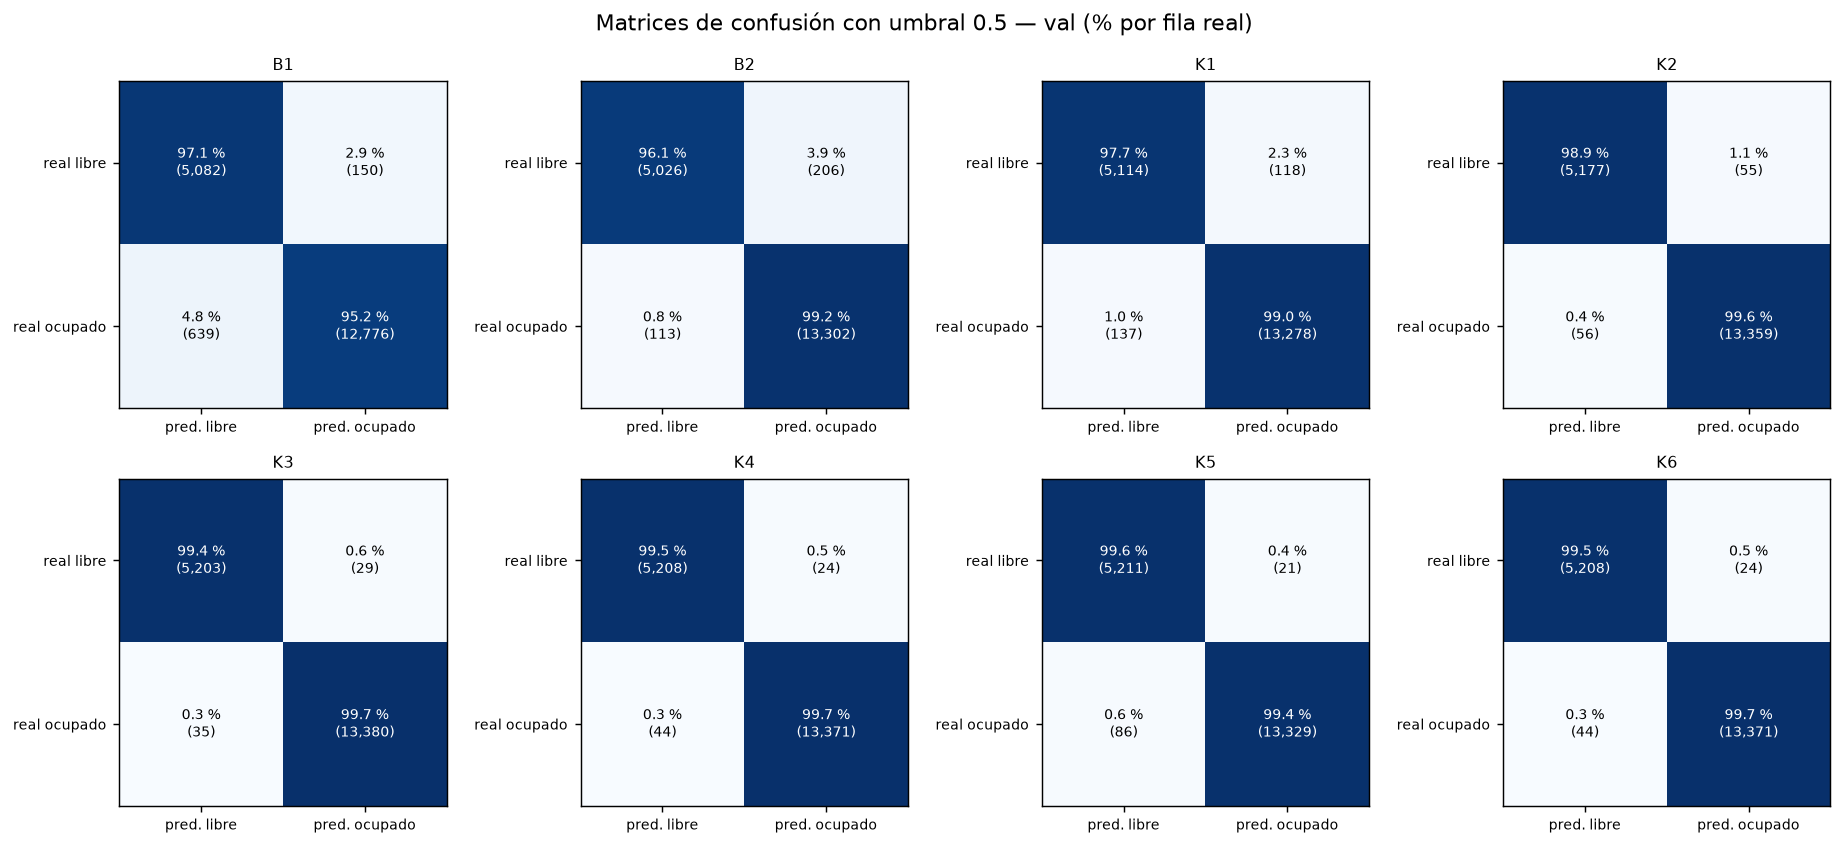 Matrices de confusión con umbral 0.5 — val (% por fila real)
B1
real libre
97.1 %
(5,082)
2.9 %
(150)
real ocupado
4.8 %
(639)
95.2 %
(12,776)
pred. libre
pred. ocupado
B2
real libre
96.1 %
(5,026)
3.9 %
(206)
real ocupado
0.8 %
(113)
99.2 %
(13,302)
pred. libre
pred. ocupado
K1
real libre
97.7 %
(5,114)
2.3 %
(118)
real ocupado
1.0 %
(137)
99.0 %
(13,278)
pred. libre
pred. ocupado
K2
real libre
98.9 %
(5,177)
1.1 %
(55)
real ocupado
0.4 %
(56)
99.6 %
(13,359)
pred. libre
pred. ocupado
K3
real libre
99.4 %
(5,203)
0.6 %
(29)
real ocupado
0.3 %
(35)
99.7 %
(13,380)
pred. libre
pred. ocupado
K4
real libre
99.5 %
(5,208)
0.5 %
(24)
real ocupado
0.3 %
(44)
99.7 %
(13,371)
pred. libre
pred. ocupado
K5
real libre
99.6 %
(5,211)
0.4 %
(21)
real ocupado
0.6 %
(86)
99.4 %
(13,329)
pred. libre
pred. ocupado
K6
real libre
99.5 %
(5,208)
0.5 %
(24)
real ocupado
0.3 %
(44)
99.7 %
(13,371)
pred. libre
pred. ocupado